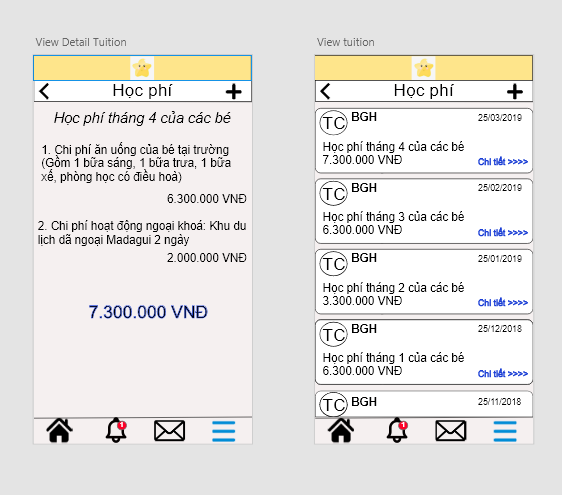 View Detail Tuition
Học phí
Học phí tháng 4 của các bé
1. Chi phí ăn uống của bé tại trường
(Gồm 1 bữa sáng, 1 bữa trưa, 1 bữa
xế, phòng học có điều hoà)
6.300.000 VNĐ
2. Chi phí hoạt động ngoại khoá: Khu du
lịch dã ngoại Madagui 2 ngày
2.000.000 VNĐ
7.300.000 VNĐ
1
View tuition
Học phí
TC BGH 25/03/2019
Học phí tháng 4 của các bé
7.300.000 VNĐ
Chi tiết >>>>
TC BGH 25/02/2019
Học phí tháng 3 của các bé
6.300.000 VNĐ
Chi tiết >>>>
TC BGH 25/01/2019
Học phí tháng 2 của các bé
3.300.000 VNĐ
Chi tiết >>>>
TC BGH 25/12/2018
Học phí tháng 1 của các bé
6.300.000 VNĐ
Chi tiết >>>>
TC BGH 25/11/2018
1